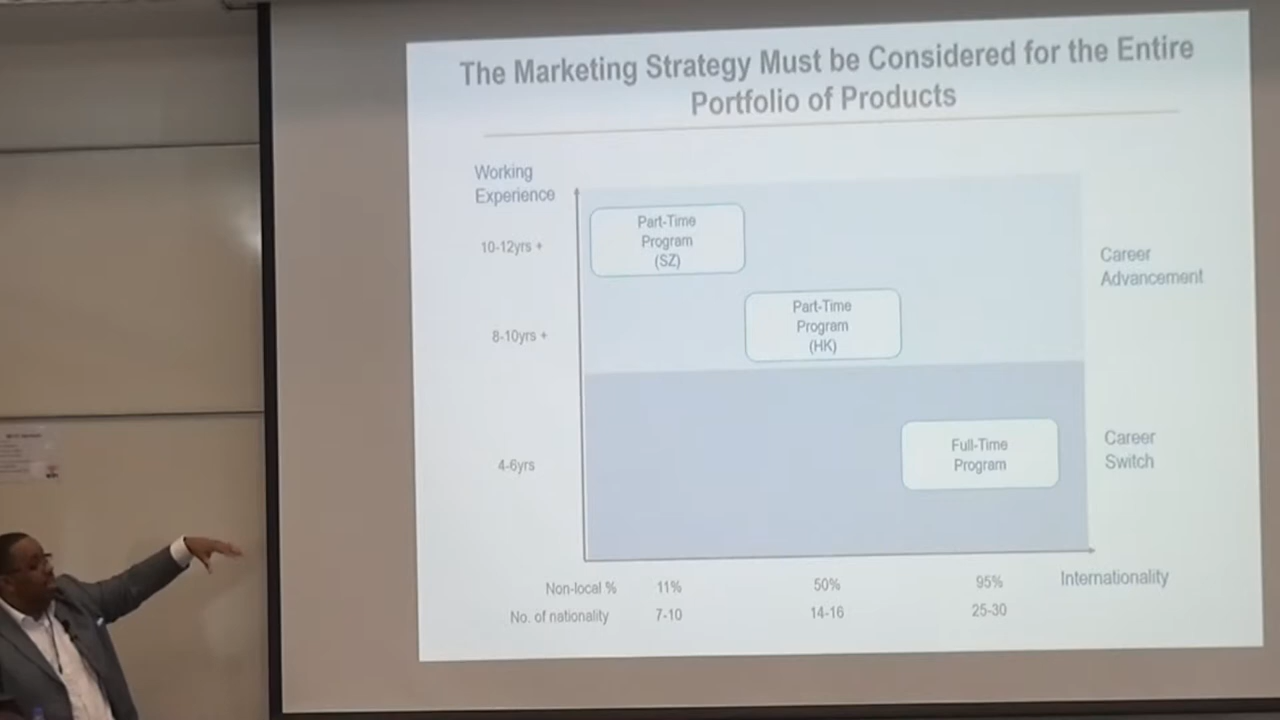 The Marketing Strategy Must be Considered for the Entire
Portfolio of Products
Working
Experience
10-12yrs +
Part-Time
Program
(SZ)
Career
Advancement
8-10yrs +
Part-Time
Program
(HK)
4-6yrs
Full-Time
Program
Career
Switch
Non-local % 11% 50% 95% Internationality
No. of nationality 7-10 14-16 25-30